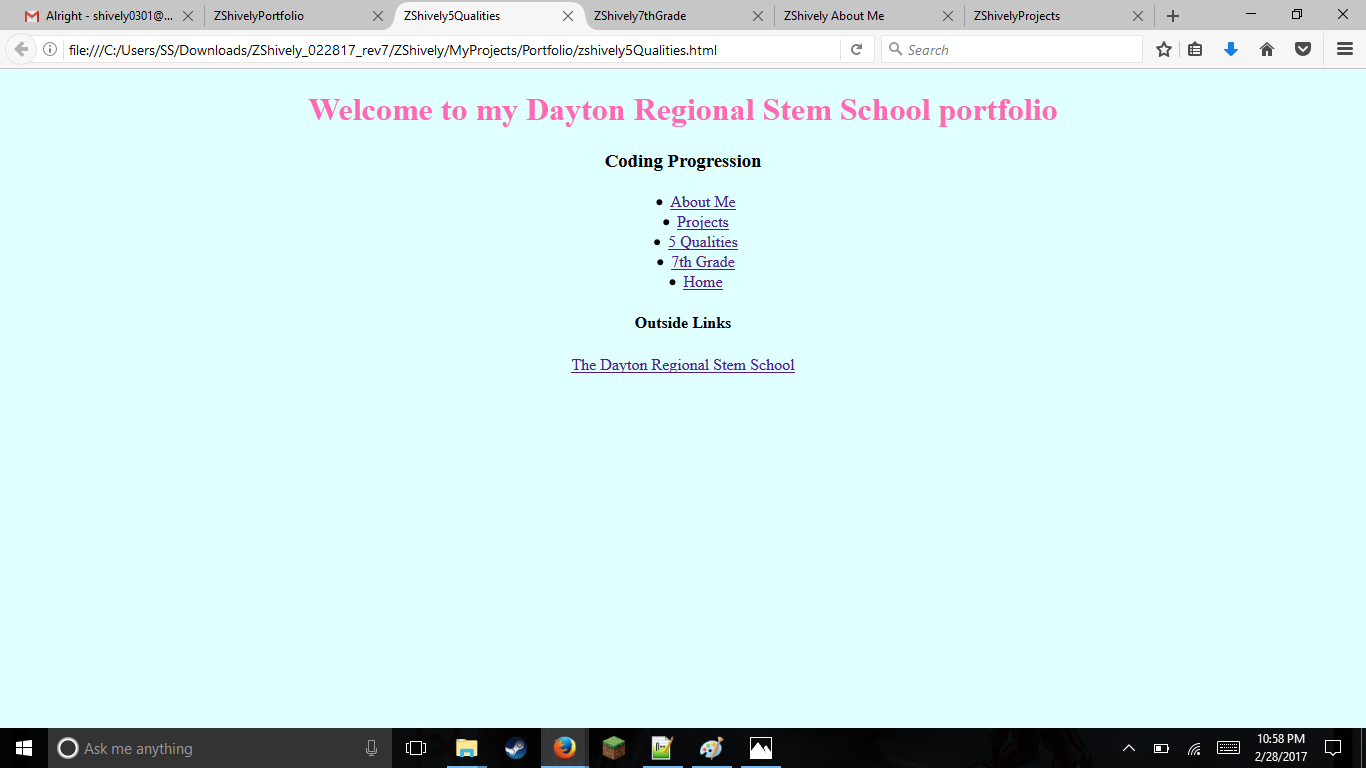 Alright - shively0301@...
ZShivelyPortfolio
ZShively5Qualities
ZShively7thGrade
ZShively About Me
ZShivelyProjects
file:///C:/Users/SS/Downloads/ZShively_022817_rev7/ZShively/MyProjects/Portfolio/zshively5Qualities.html
Search
Welcome to my Dayton Regional Stem School portfolio
Coding Progression
• About Me
• Projects
• 5 Qualities
• 7th Grade
• Home
Outside Links
The Dayton Regional Stem School
Ask me anything
10:58 PM
2/28/2017